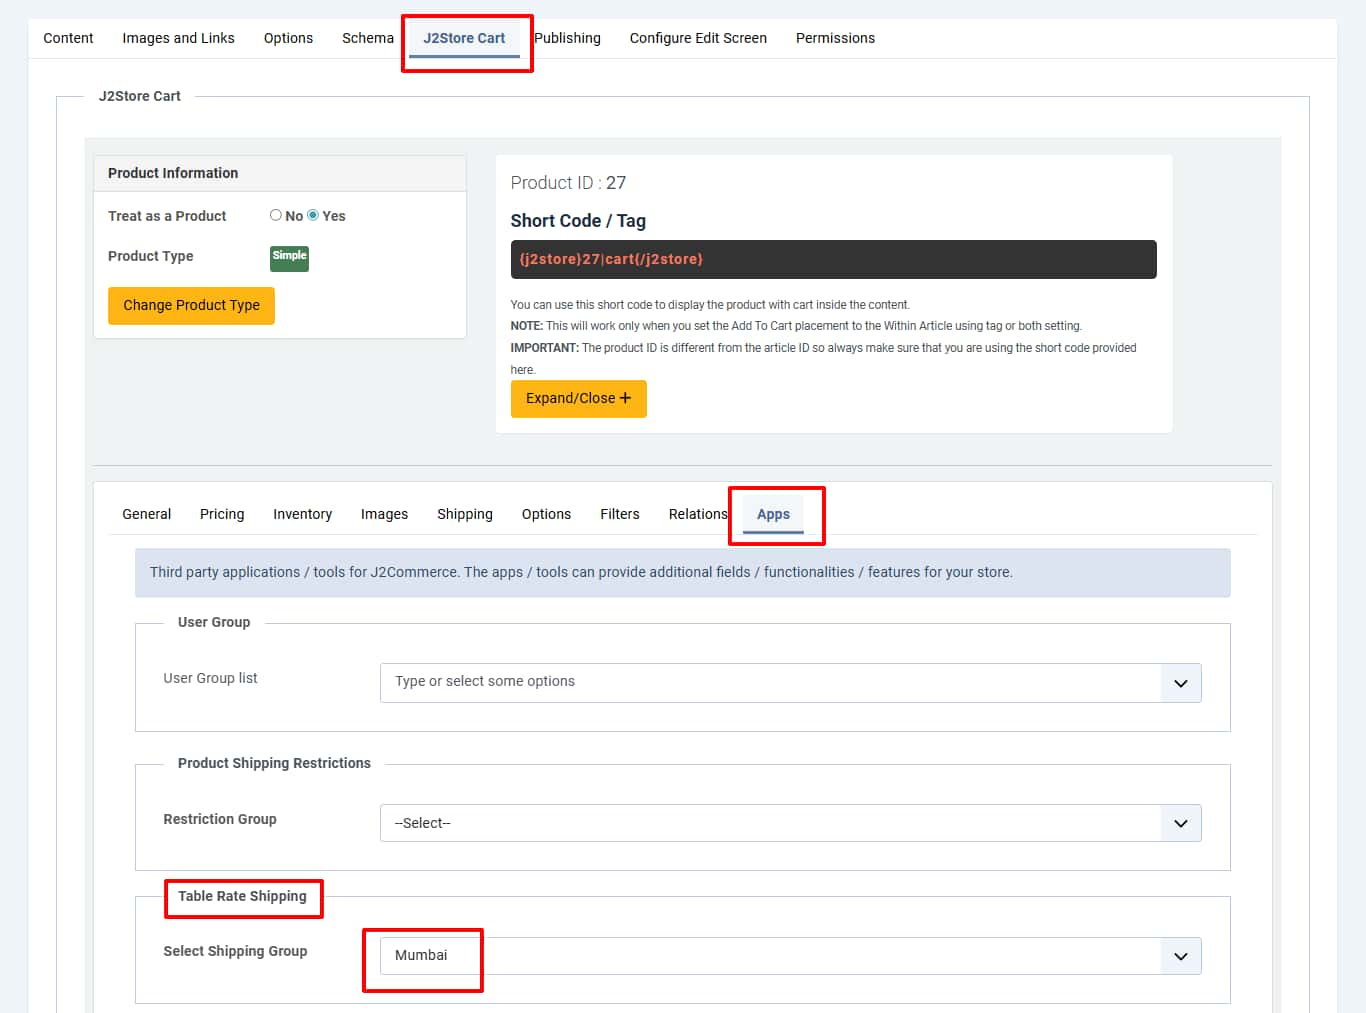 Content Images and Links Options Schema J2Store Cart Publishing Configure Edit Screen Permissions
J2Store Cart
Product Information
Treat as a Product No Yes
Product Type Simple
Change Product Type
Product ID : 27
Short Code / Tag
{j2store}27|cart{/j2store}
You can use this short code to display the product with cart inside the content.
NOTE: This will work only when you set the Add To Cart placement to the Within Article using tag or both setting.
IMPORTANT: The product ID is different from the article ID so always make sure that you are using the short code provided
here.
Expand/Close +
General Pricing Inventory Images Shipping Options Filters Relations Apps
Third party applications / tools for J2Commerce. The apps / tools can provide additional fields / functionalities / features for your store.
User Group
User Group list Type or select some options
Product Shipping Restrictions
Restriction Group --Select--
Table Rate Shipping
Select Shipping Group Mumbai